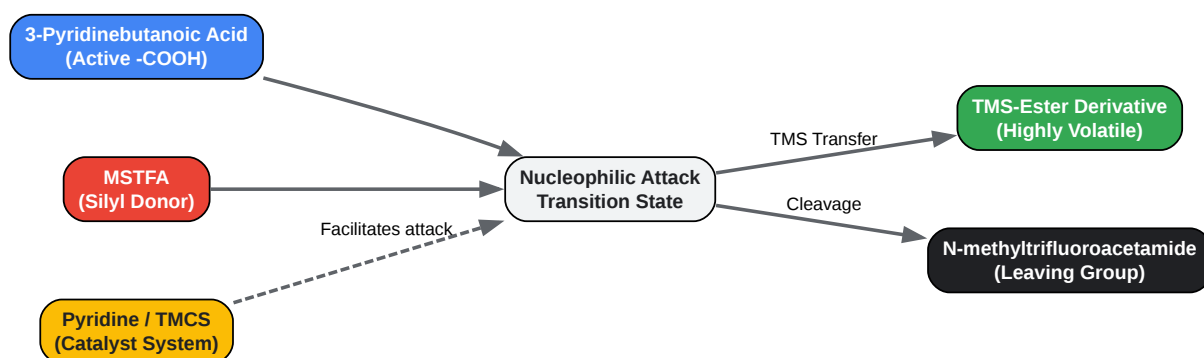 3-Pyridinebutanoic Acid
(Active -COOH)
MSTFA
(Silyl Donor)
Pyridine / TMCS
(Catalyst System)
Facilitates attack
Nucleophilic Attack
Transition State
TMS Transfer
Cleavage
TMS-Ester Derivative
(Highly Volatile)
N-methyltrifluoroacetamide
(Leaving Group)